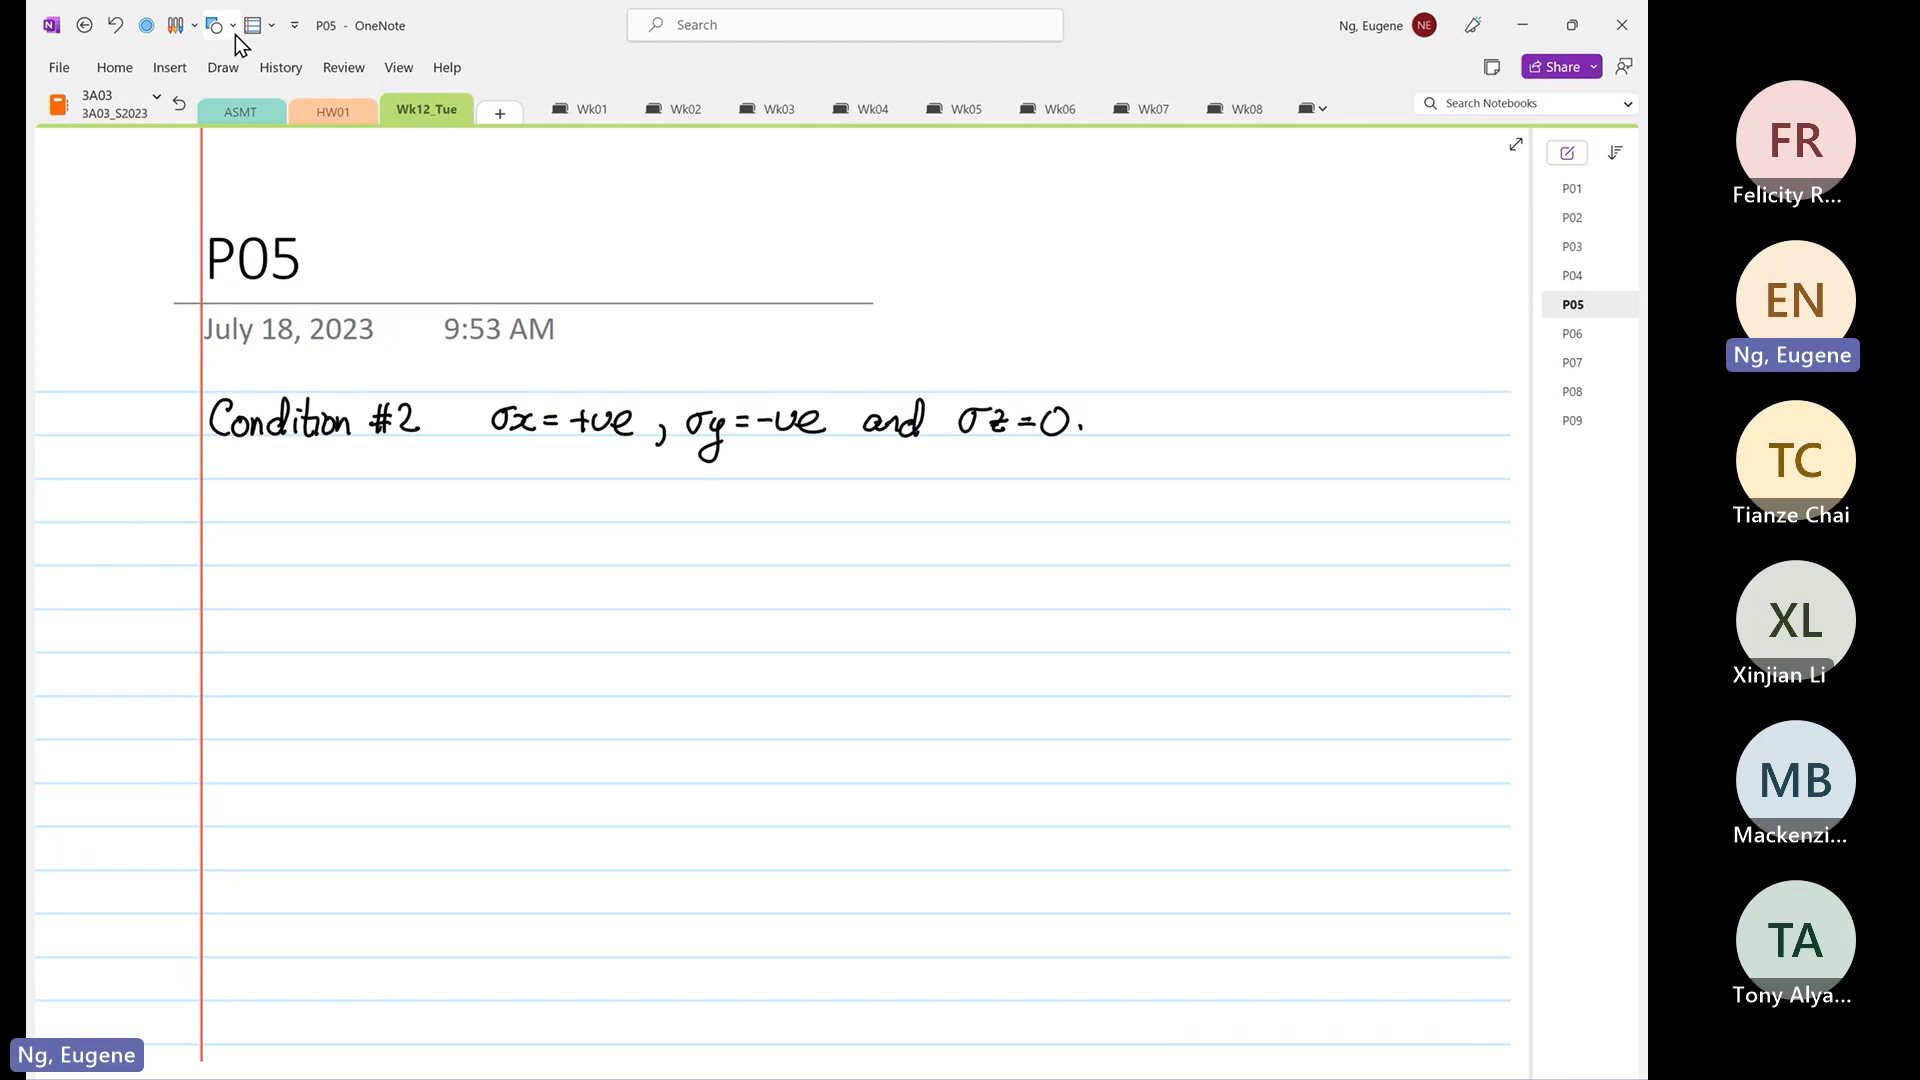 P05 - OneNote
Search
Ng, Eugene
NE
File
Home
Insert
Draw
History
Review
View
Help
Share
3A03
3A03_S2023
ASMT
HW01
Wk12_Tue
+
Wk01
Wk02
Wk03
Wk04
Wk05
Wk06
Wk07
Wk08
Search Notebooks
P05
July 18, 2023 9:53 AM
Condition #2 σx=+ve, σy=-ve and σz=0.
P01
P02
P03
P04
P05
P06
P07
P08
P09
FR
Felicity R...
EN
Ng, Eugene
TC
Tianze Chai
XL
Xinjian Li
MB
Mackenzi...
TA
Tony Alya...
Ng, Eugene